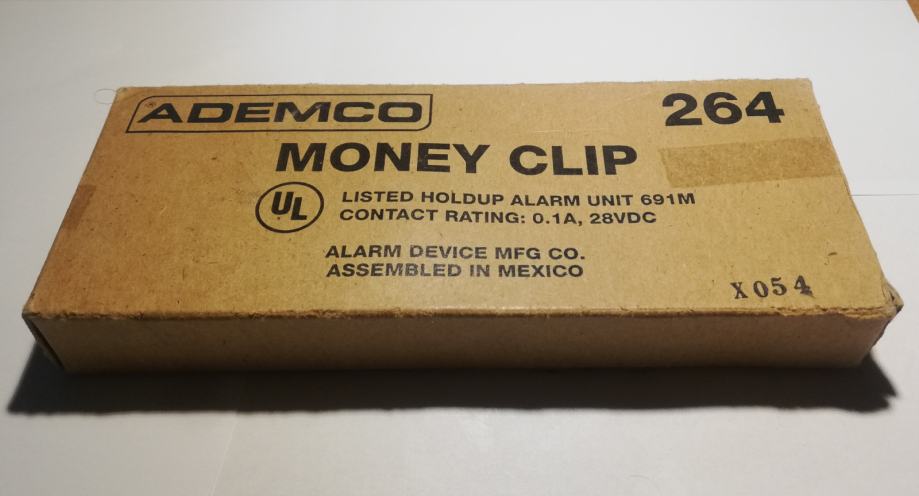 ® ADEMCO
264
MONEY CLIP
UL
LISTED HOLDUP ALARM UNIT 691M
CONTACT RATING: 0.1A, 28VDC
ALARM DEVICE MFG CO.
ASSEMBLED IN MEXICO
X054